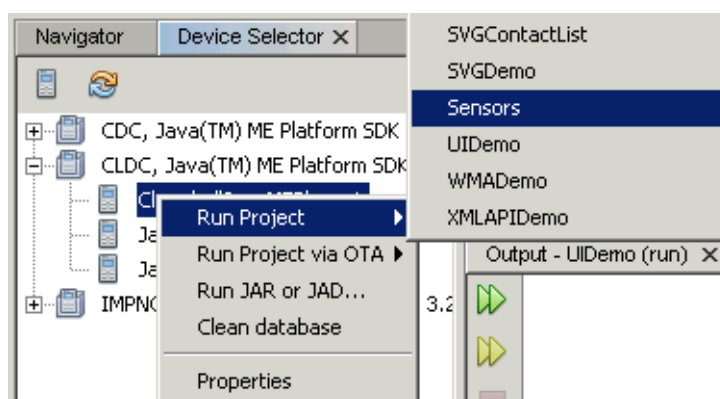 Navigator
Device Selector
SVGContactList
SVGDemo
Sensors
UIDemo
WMADemo
XMLAPIDemo
CDC, Java(TM) ME Platform SDK
CLDC, Java(TM) ME Platform SDK
Run Project
Run Project via OTA
Run JAR or JAD...
Clean database
Properties
3.2
Output - UIDemo (run)